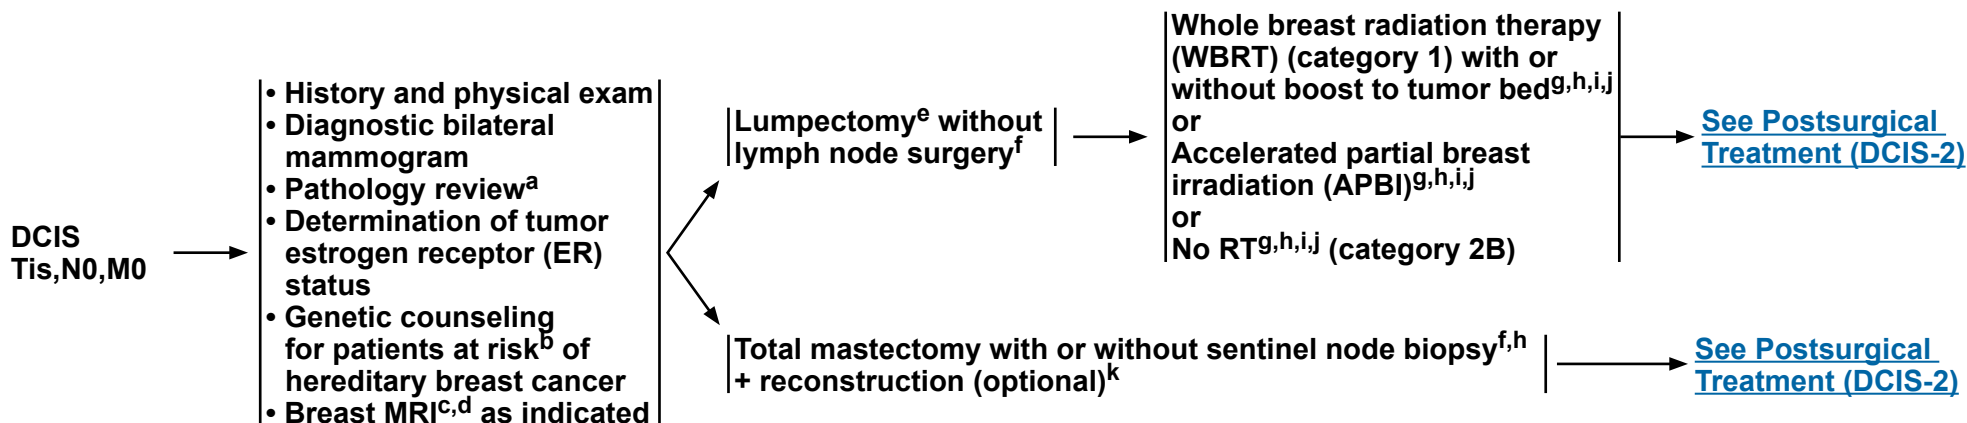 DCIS
Tis,N0,M0
• History and physical exam
• Diagnostic bilateral
mammogram
• Pathology reviewa
• Determination of tumor
estrogen receptor (ER)
status
• Genetic counseling
for patients at riskb of
hereditary breast cancer
• Breast MRIc,d as indicated
Lumpectomye without
lymph node surgeryf
Whole breast radiation therapy
(WBRT) (category 1) with or
without boost to tumor bedg,h,i,j
or
Accelerated partial breast
irradiation (APBI)g,h,i,j
or
No RTg,h,i,j (category 2B)
See Postsurgical
Treatment (DCIS-2)
Total mastectomy with or without sentinel node biopsyf,h
+ reconstruction (optional)k
See Postsurgical
Treatment (DCIS-2)